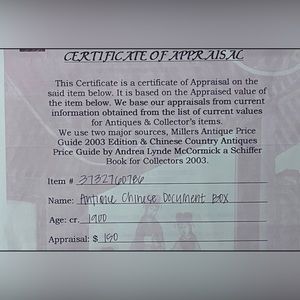 CERTIFICATE OF APPRAISAL
This Certificate is a certificate of Appraisal on the
said item below. It is based on the Appraised value of
the item below. We base our appraisals from current
information obtained from the list of current values
for Antiques & Collector's items.
We use two major sources, Millers Antique Price
Guide 2003 Edition & Chinese Country Antiques
Price Guide by Andrea Lynde McCormick a Schiffer
Book for Collectors 2003.
Item # 3732760786
Name: Antique Chinese Document Box
Age: cr. 1900
Appraisal: $ 150